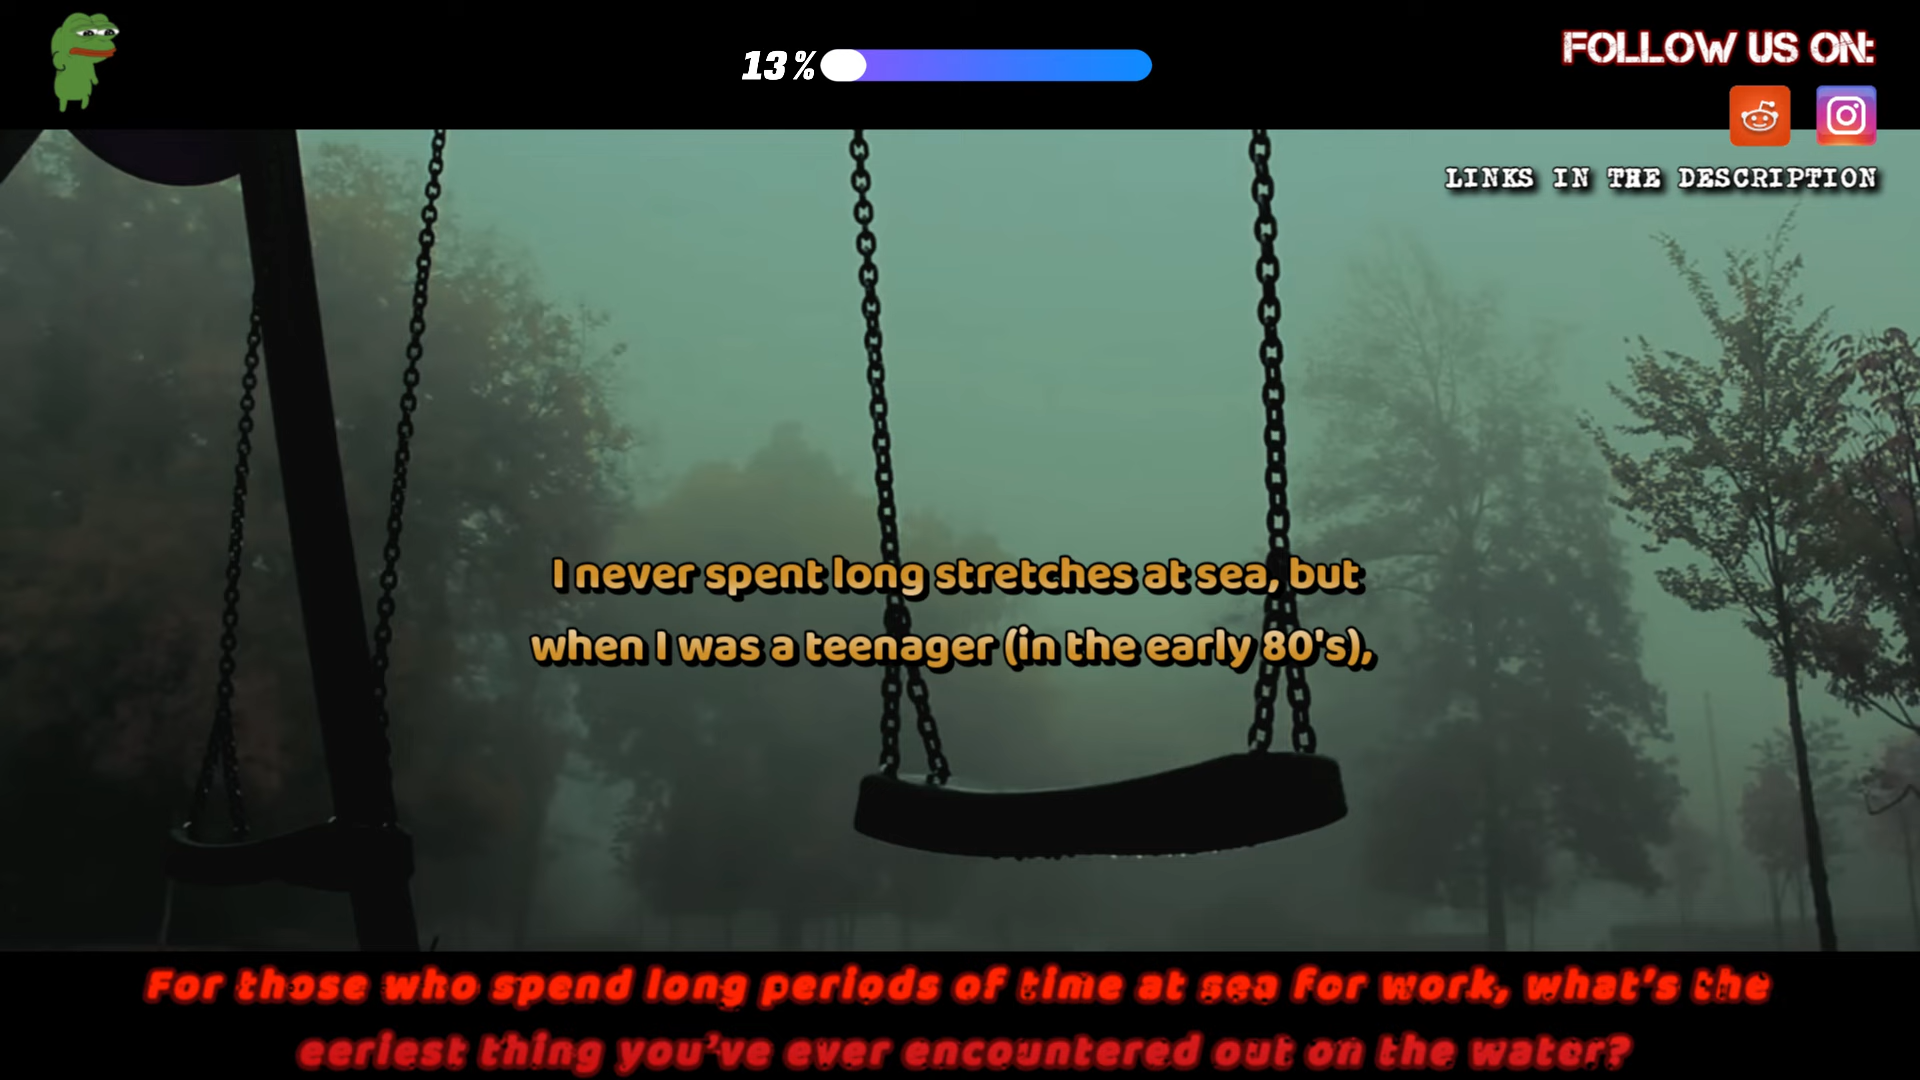 13%
FOLLOW US ON:
LINKS IN THE DESCRIPTION
I never spent long stretches at sea, but
when I was a teenager (in the early 80's),
For those who spend long periods of time at sea for work, what's the
eeriest thing you've ever encountered out on the water?